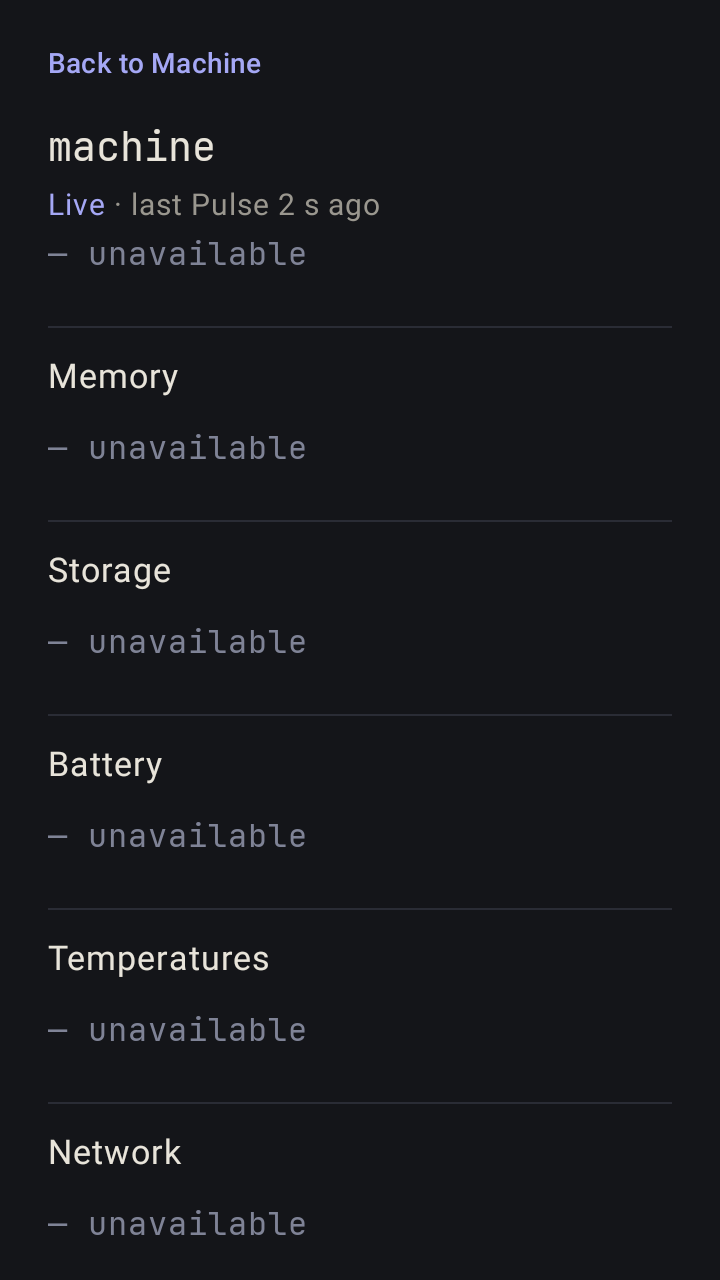 Back to Machine
machine
Live · last Pulse 2 s ago
— unavailable
Memory
— unavailable
Storage
— unavailable
Battery
— unavailable
Temperatures
— unavailable
Network
— unavailable